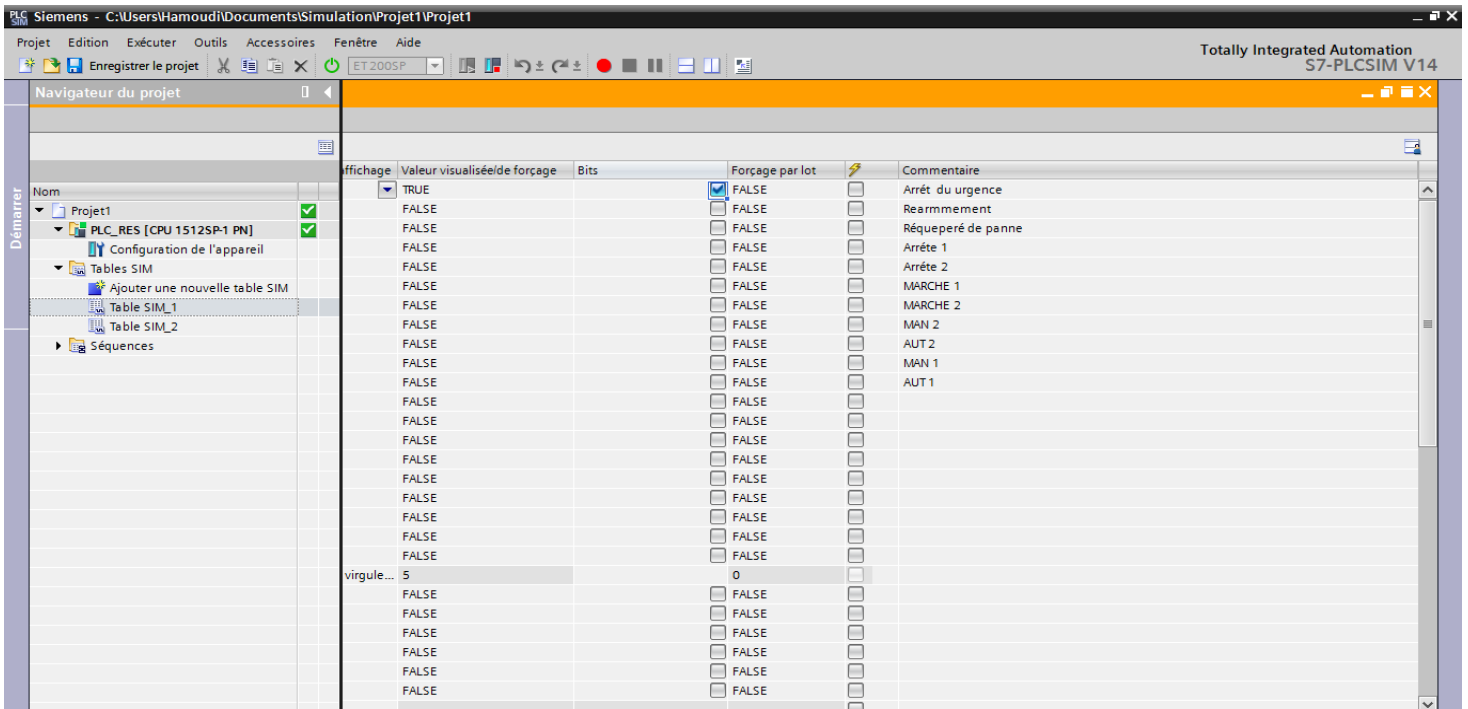 PLC SIM Siemens - C:\Users\Hamoudi\Documents\Simulation\Projet1\Projet1
Projet Edition Exécuter Outils Accessoires Fenêtre Aide
Totally Integrated Automation
S7-PLCSIM V14
Enregistrer le projet ET200SP
Navigateur du projet
Démarrer
Nom
Projet1
PLC_RES [CPU 1512SP-1 PN]
Configuration de l'appareil
Tables SIM
Ajouter une nouvelle table SIM
Table SIM_1
Table SIM_2
Séquences
affichage Valeur visualisée/de forçage Bits Forçage par lot Commentaire
TRUE FALSE Arrét du urgence
FALSE FALSE Rearmmement
FALSE FALSE Réqueperé de panne
FALSE FALSE Arréte 1
FALSE FALSE Arréte 2
FALSE FALSE MARCHE 1
FALSE FALSE MARCHE 2
FALSE FALSE MAN 2
FALSE FALSE AUT 2
FALSE FALSE MAN 1
FALSE FALSE AUT 1
FALSE FALSE
FALSE FALSE
FALSE FALSE
FALSE FALSE
FALSE FALSE
FALSE FALSE
FALSE FALSE
FALSE FALSE
FALSE FALSE
virgule... 5 0
FALSE FALSE
FALSE FALSE
FALSE FALSE
FALSE FALSE
FALSE FALSE
FALSE FALSE